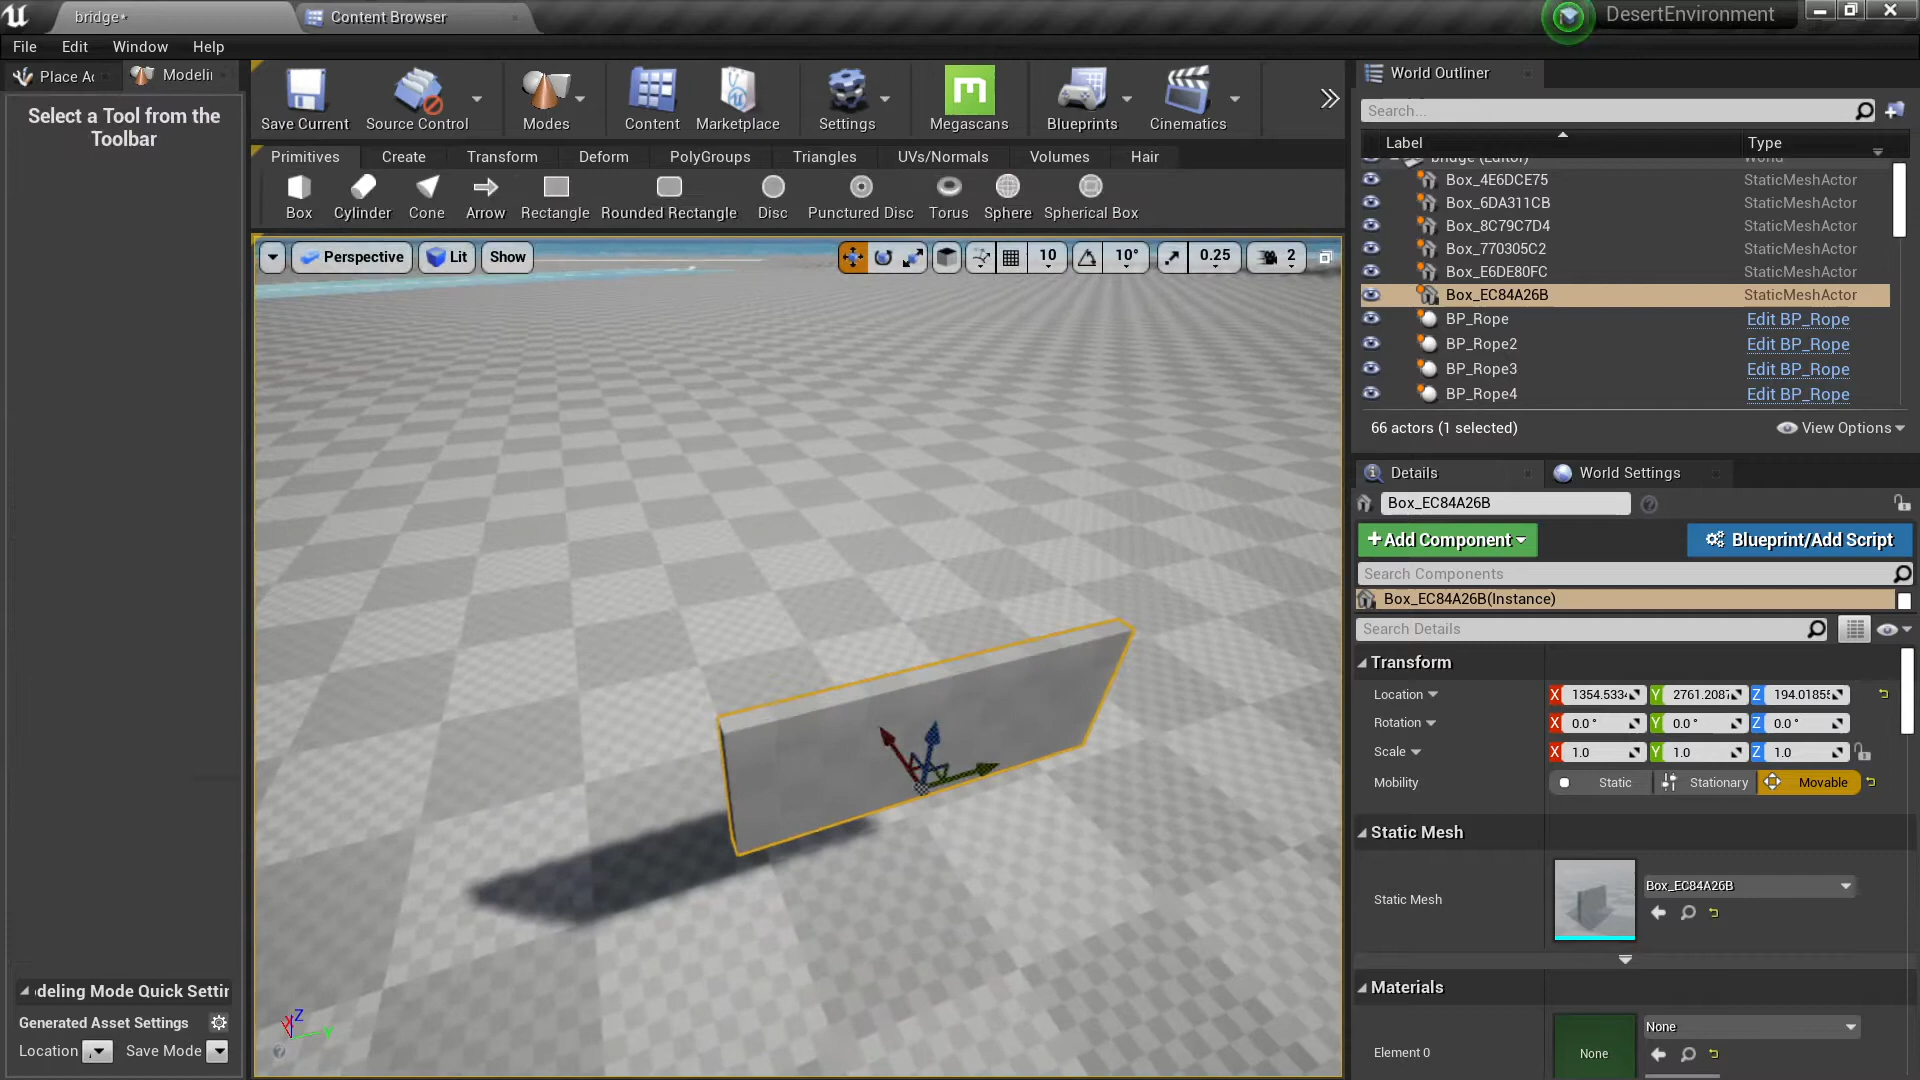 bridge*
Content Browser
DesertEnvironment
File Edit Window Help
Place Ac
Modelin
Select a Tool from the
Toolbar
Save Current
Source Control
Modes
Content
Marketplace
Settings
Megascans
Blueprints
Cinematics
Primitives Create Transform Deform PolyGroups Triangles UVs/Normals Volumes Hair
Box Cylinder Cone Arrow Rectangle Rounded Rectangle Disc Punctured Disc Torus Sphere Spherical Box
Perspective Lit Show 10 10° 0.25 2
X Z Y
deling Mode Quick Settin
Generated Asset Settings
Location Save Mode
World Outliner
Search...
Label Type
bridge (Editor) World
Box_4E6DCE75 StaticMeshActor
Box_6DA311CB StaticMeshActor
Box_8C79C7D4 StaticMeshActor
Box_770305C2 StaticMeshActor
Box_E6DE80FC StaticMeshActor
Box_EC84A26B StaticMeshActor
BP_Rope Edit BP_Rope
BP_Rope2 Edit BP_Rope
BP_Rope3 Edit BP_Rope
BP_Rope4 Edit BP_Rope
66 actors (1 selected) View Options
Details World Settings
Box_EC84A26B
+Add Component Blueprint/Add Script
Search Components
Box_EC84A26B(Instance)
Search Details
Transform
Location X 1354.533 Y 2761.208 Z 194.0185
Rotation X 0.0 ° Y 0.0 ° Z 0.0 °
Scale X 1.0 Y 1.0 Z 1.0
Mobility Static Stationary Movable
Static Mesh
Static Mesh Box_EC84A26B
Materials
Element 0 None None